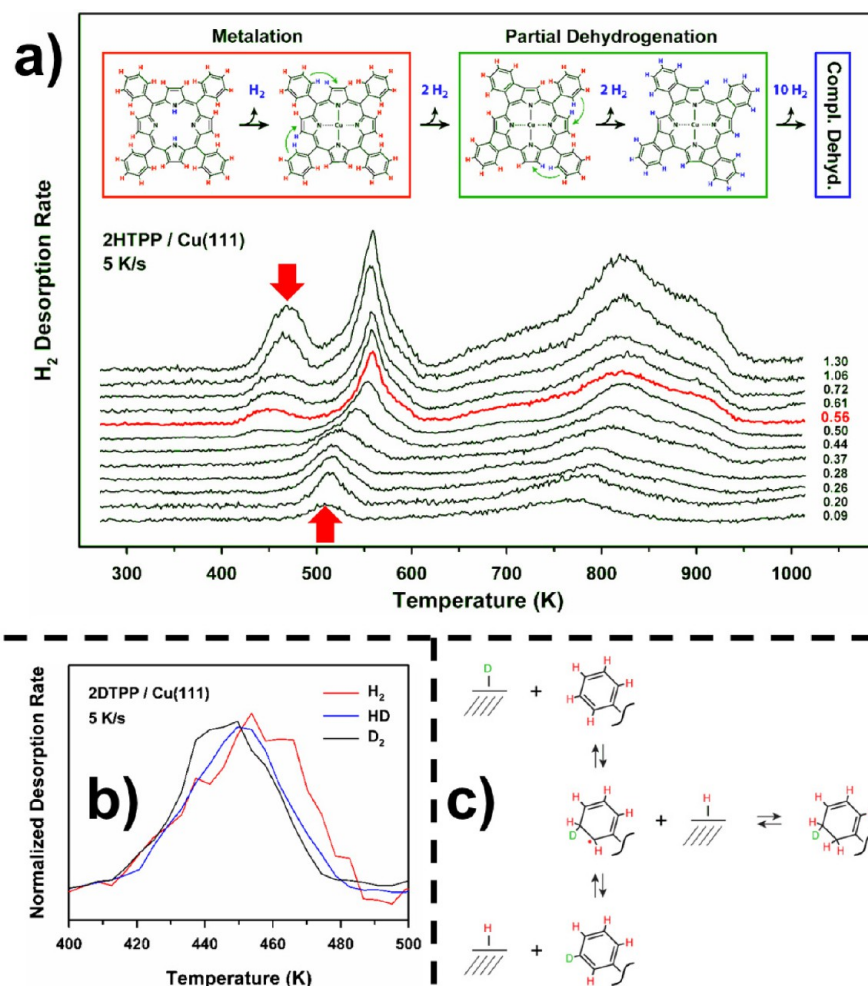 a)
Metalation
Partial Dehydrogenation
H₂
2 H₂
2 H₂
10 H₂
Compl. Dehyd.
2HTPP / Cu(111)
5 K/s
H₂ Desorption Rate
1.30
1.06
0.72
0.61
0.56
0.50
0.44
0.37
0.28
0.26
0.20
0.09
300 400 500 600 700 800 900 1000
Temperature (K)
2DTPP / Cu(111)
5 K/s
H₂
HD
D₂
b)
Normalized Desorption Rate
400 420 440 460 480 500
Temperature (K)
c)
D
+
H
H
H
H
H
H
H
H
D
H
H
+
H
H
H
H
D
H
H
H
H
+
H
H
D
H
H